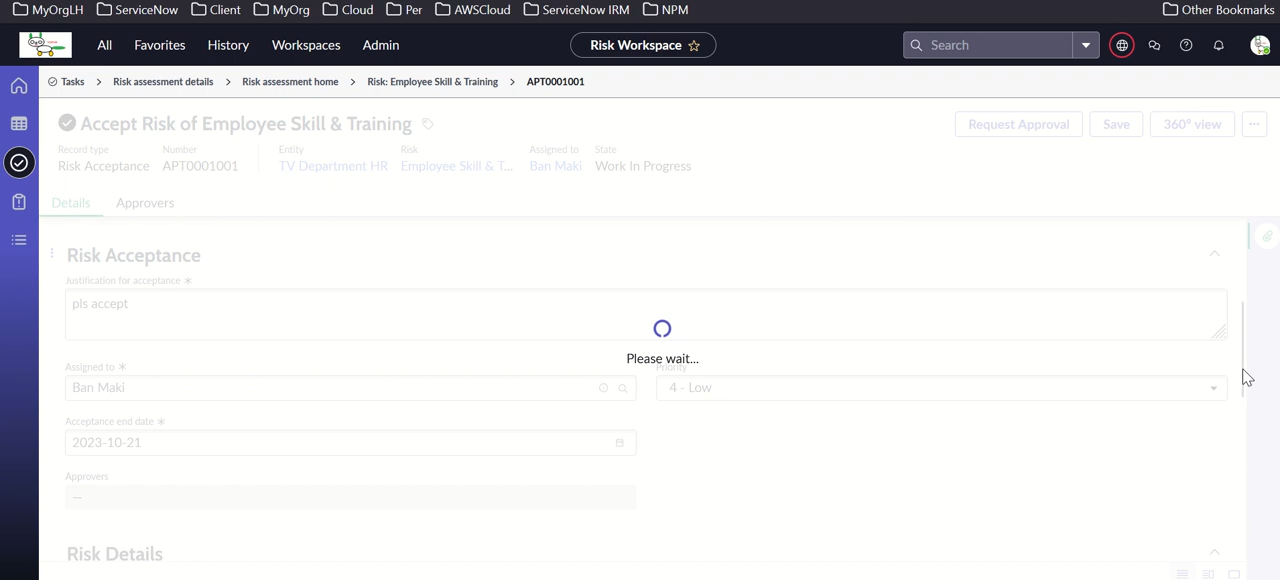 MyOrgLH ServiceNow Client MyOrg Cloud Per AWSCloud ServiceNow IRM NPM Other Bookmarks
All Favorites History Workspaces Admin Risk Workspace Search
Tasks > Risk assessment details > Risk assessment home > Risk: Employee Skill & Training > APT0001001
Accept Risk of Employee Skill & Training Request Approval Save 360° view ...
Record type Number Entity Risk Assigned to State
Risk Acceptance APT0001001 TV Department HR Employee Skill & T... Ban Maki Work In Progress
Details Approvers
Risk Acceptance
Justification for acceptance *
pls accept
Please wait...
Assigned to * Priority
Ban Maki 4 - Low
Acceptance end date *
2023-10-21
Approvers
—
Risk Details